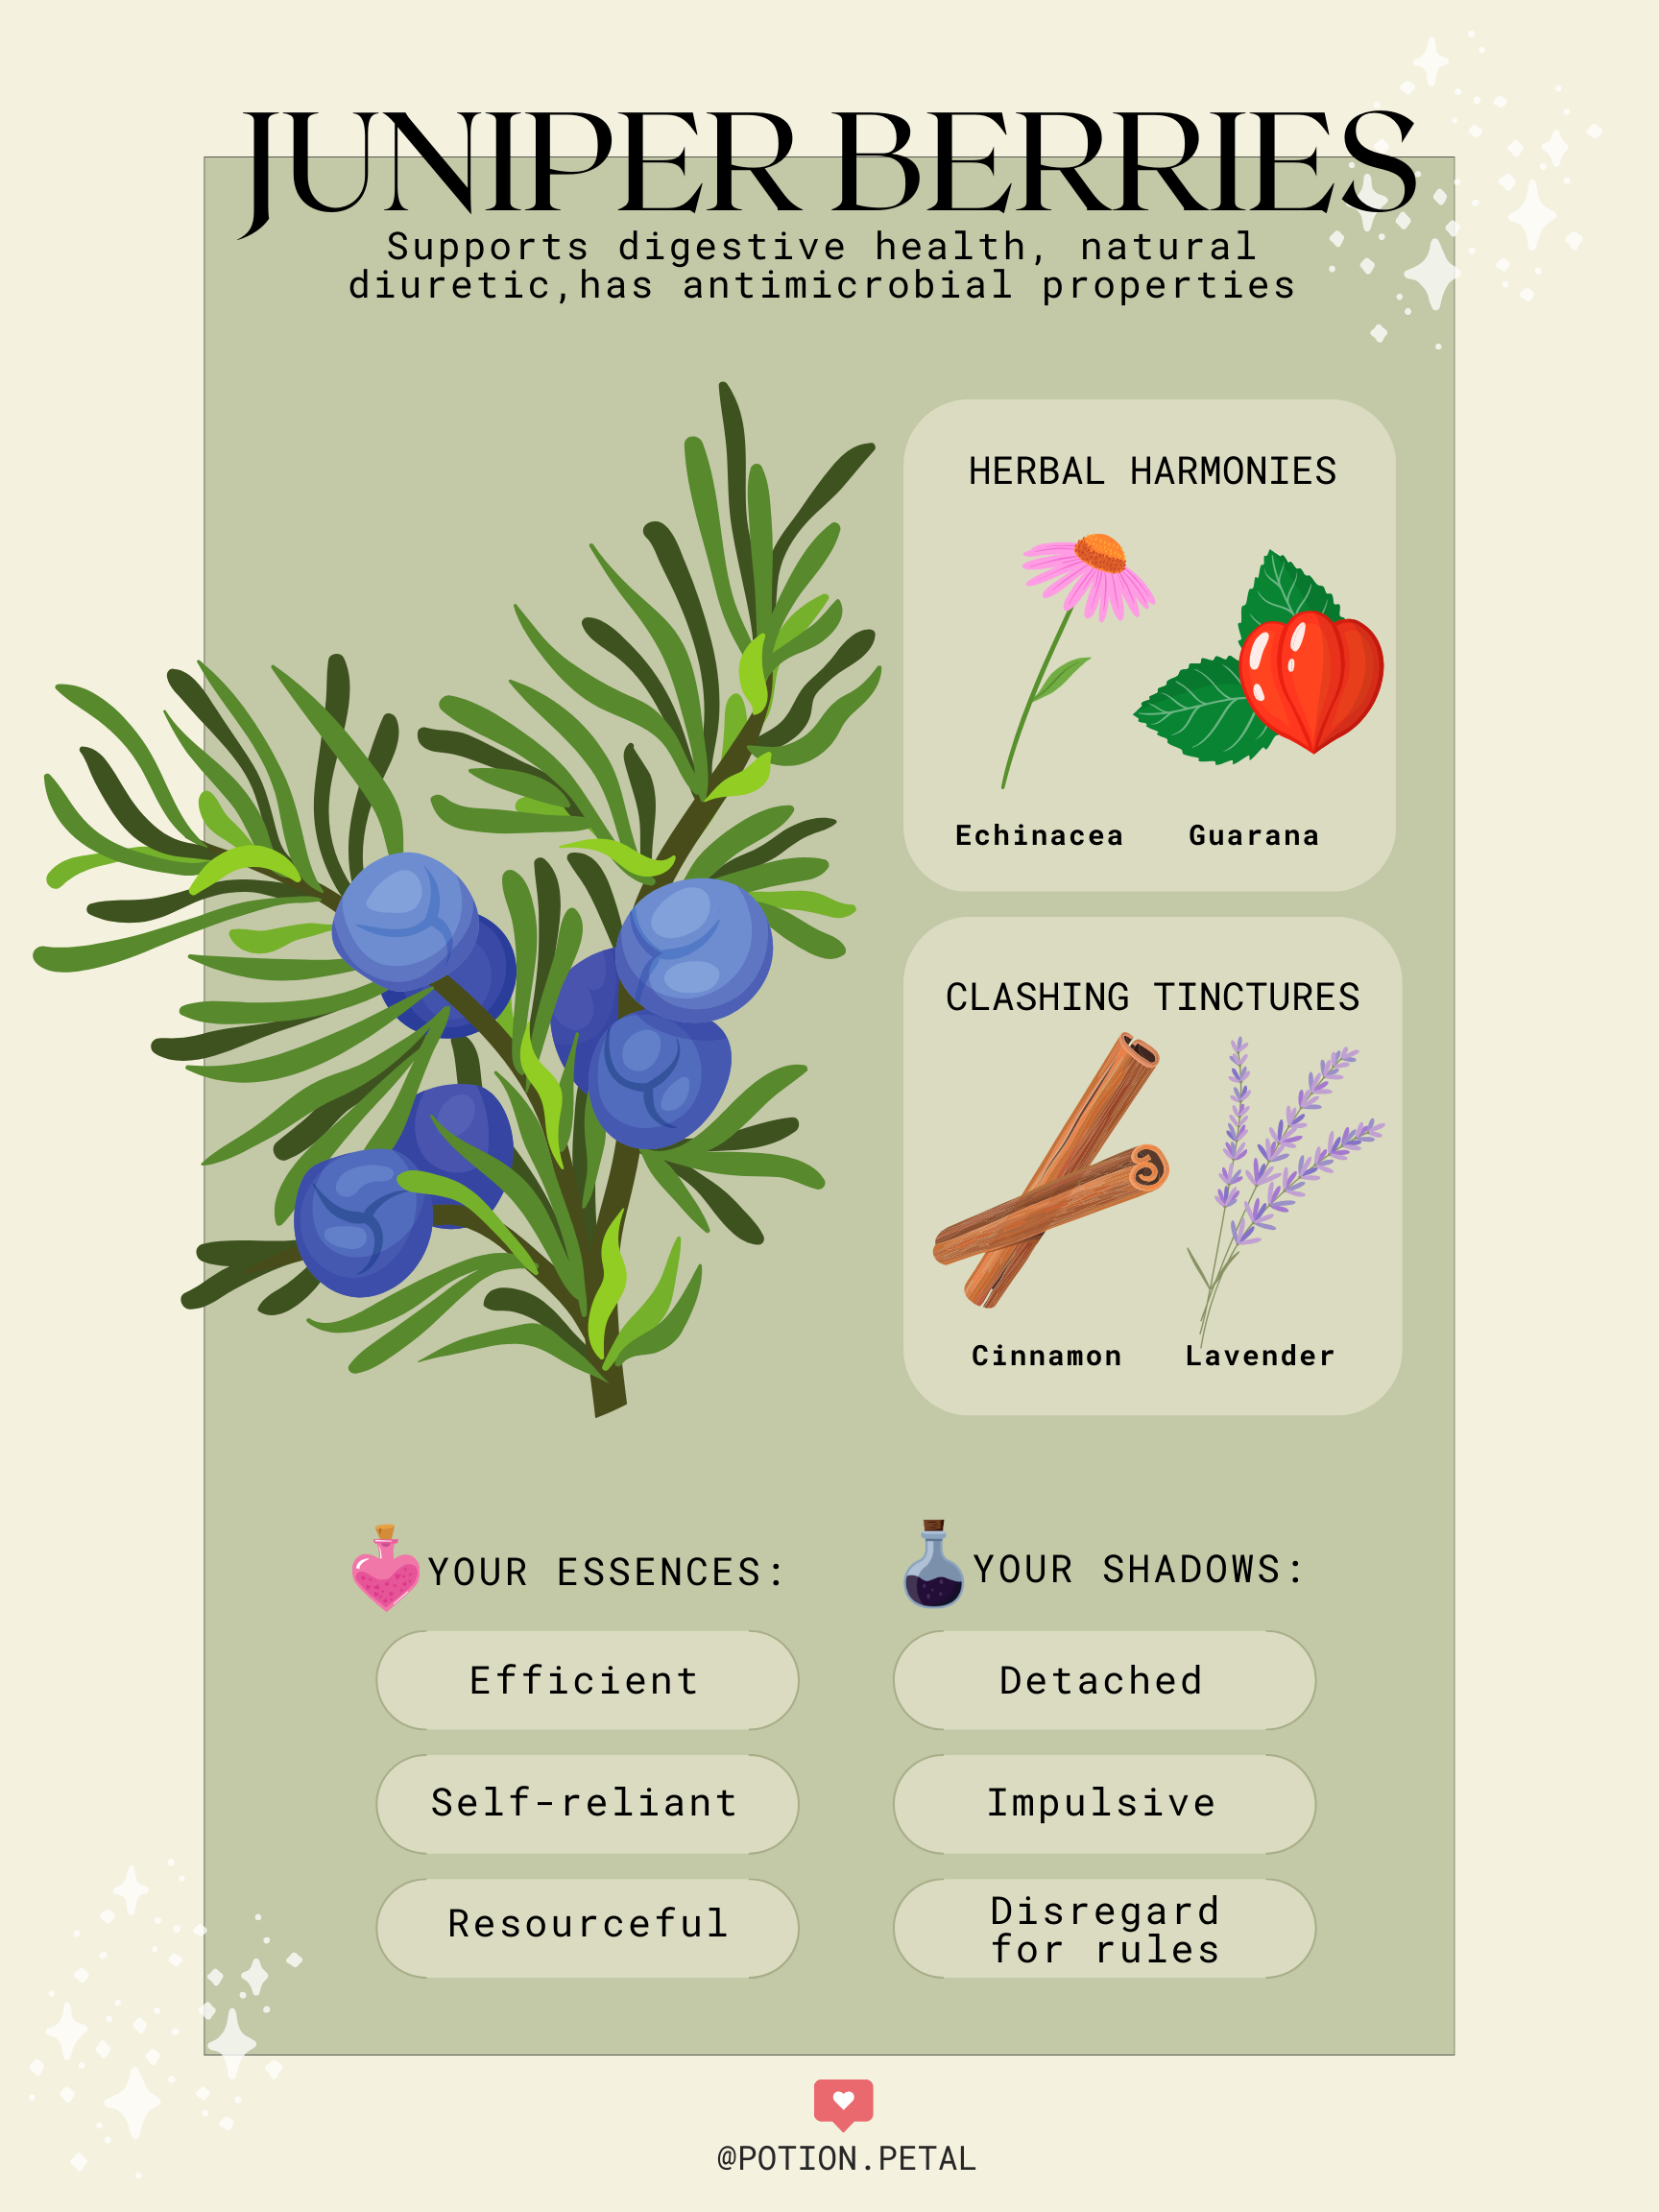 JUNIPER BERRIES
Supports digestive health, natural
diuretic,has antimicrobial properties
HERBAL HARMONIES
Echinacea Guarana
CLASHING TINCTURES
Cinnamon Lavender
YOUR ESSENCES:
Efficient
Self-reliant
Resourceful
YOUR SHADOWS:
Detached
Impulsive
Disregard
for rules
@POTION.PETAL